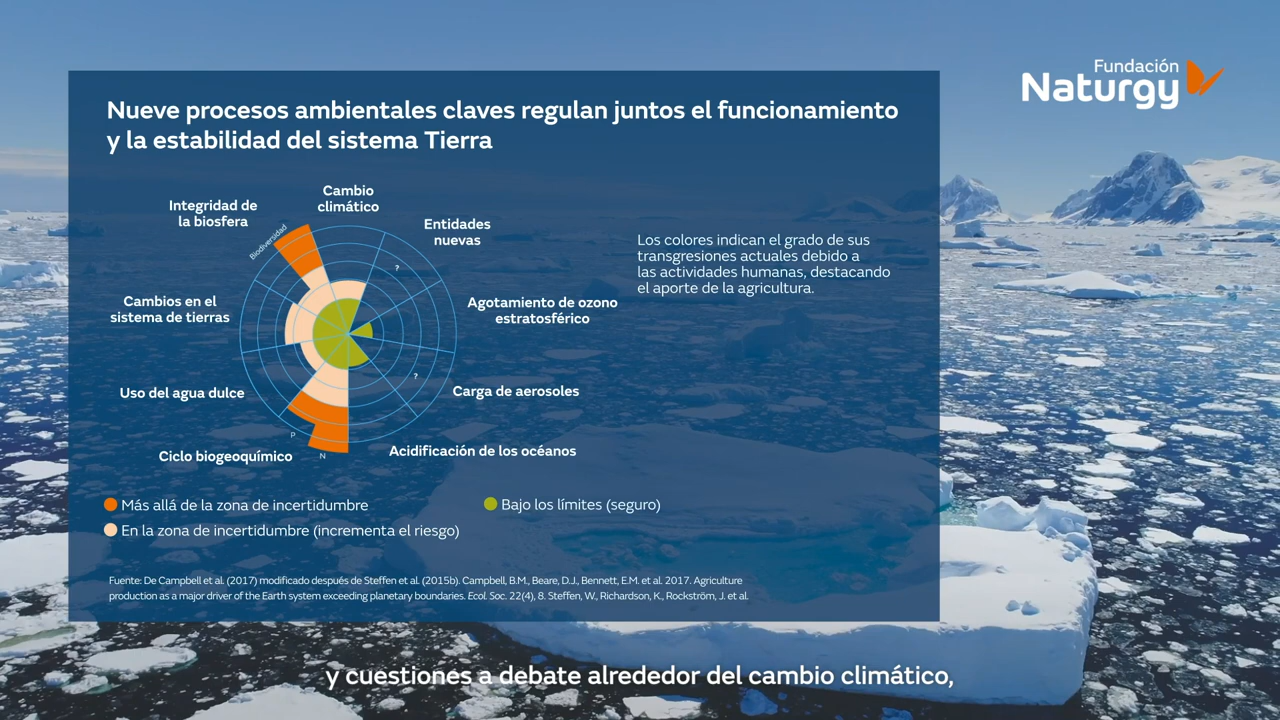 Fundación
Naturgy
Nueve procesos ambientales claves regulan juntos el funcionamiento
y la estabilidad del sistema Tierra
Cambio
climático
Integridad de
la biosfera
Entidades
nuevas
Biodiversidad
?
Los colores indican el grado de sus
transgresiones actuales debido a
las actividades humanas, destacando
el aporte de la agricultura.
Cambios en el
sistema de tierras
Agotamiento de ozono
estratosférico
?
Uso del agua dulce
Carga de aerosoles
P
N
Ciclo biogeoquímico
Acidificación de los océanos
Más allá de la zona de incertidumbre
Bajo los límites (seguro)
En la zona de incertidumbre (incrementa el riesgo)
Fuente: De Campbell et al. (2017) modificado después de Steffen et al. (2015b). Campbell, B.M., Beare, D.J., Bennett, E.M. et al. 2017. Agriculture
production as a major driver of the Earth system exceeding planetary boundaries. Ecol. Soc. 22(4), 8. Steffen, W., Richardson, K., Rockström, J. et al.
y cuestiones a debate alrededor del cambio climático,